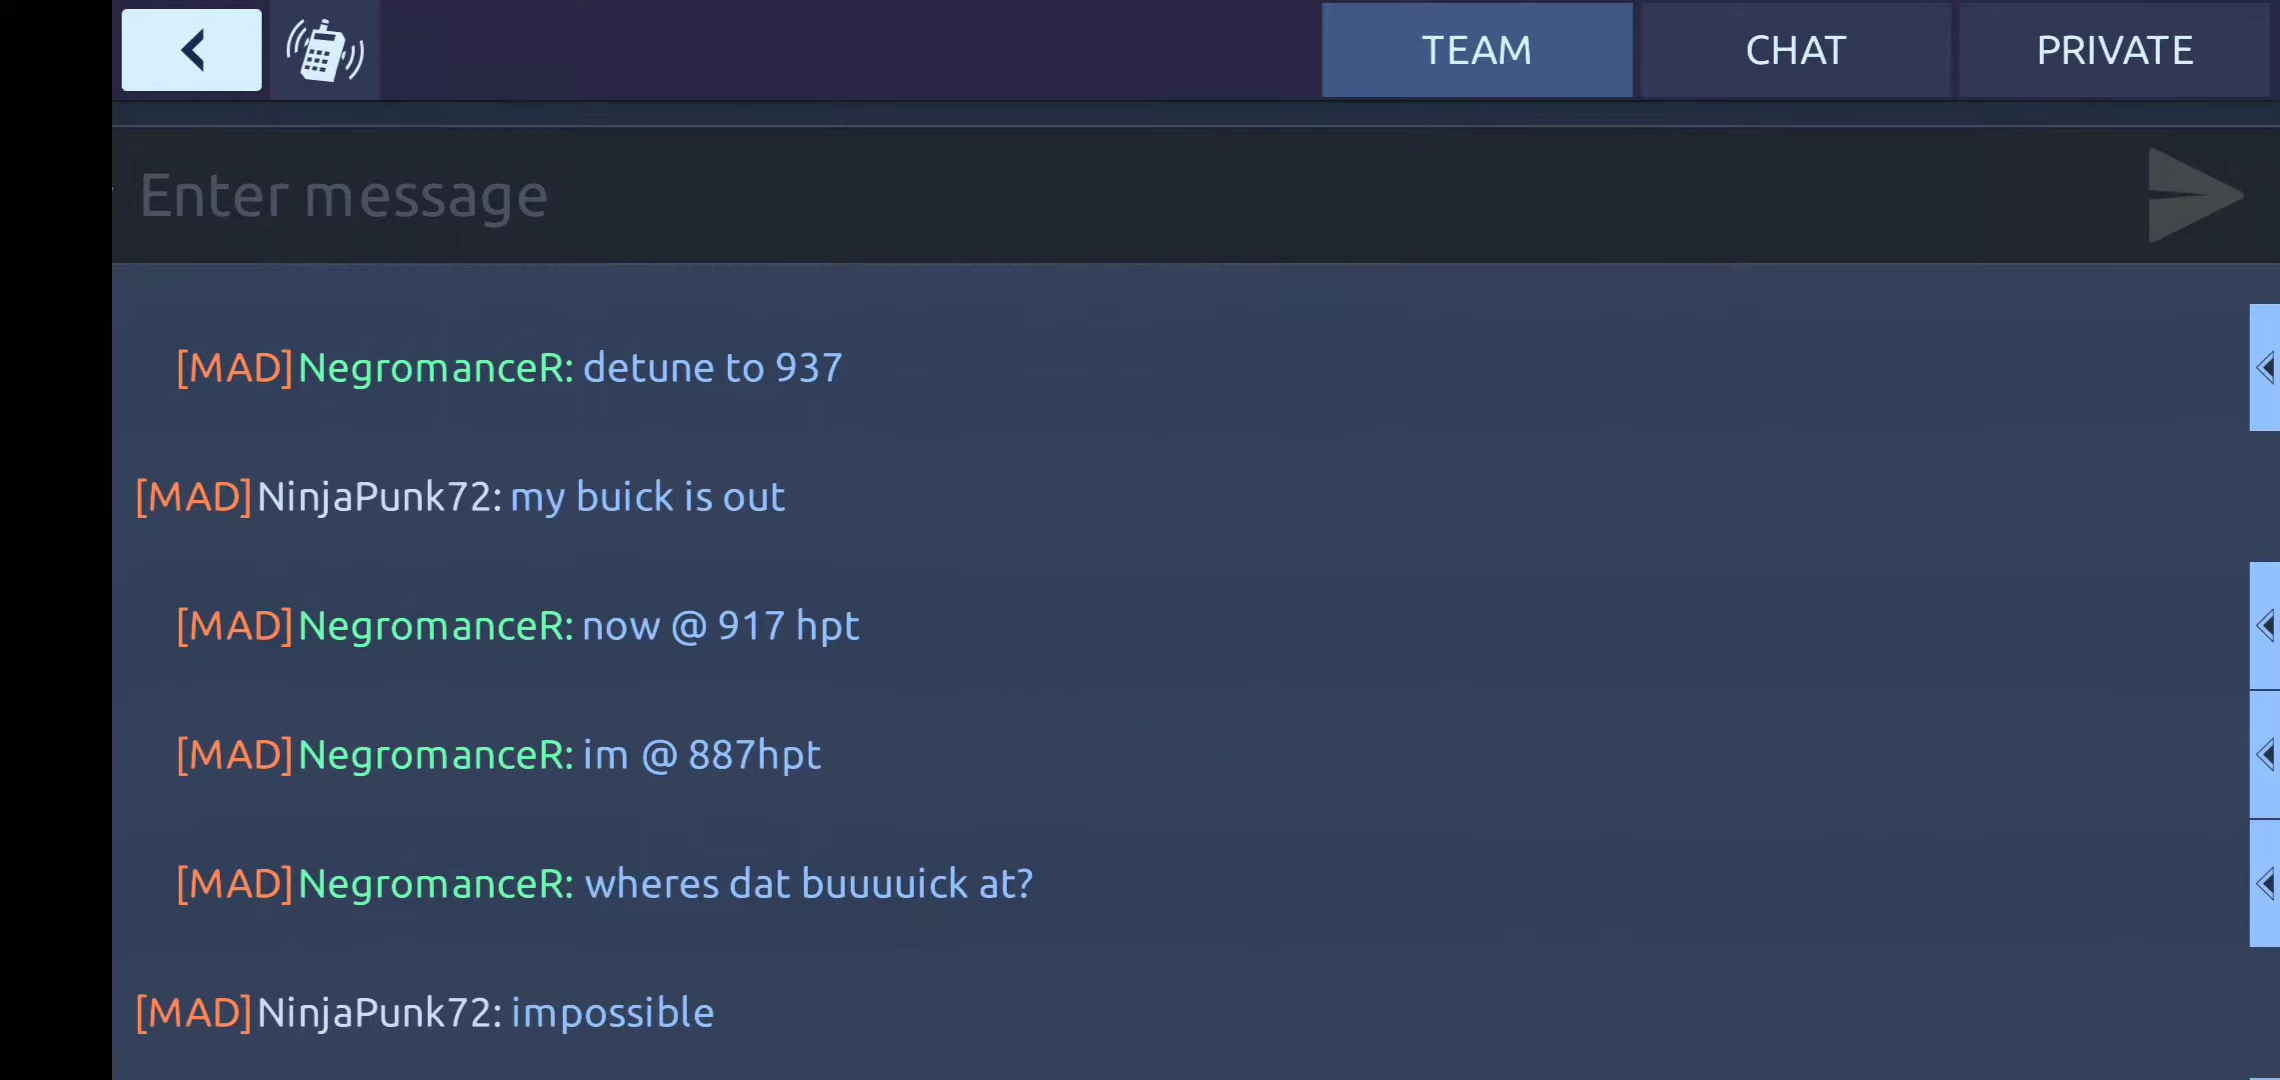 TEAM CHAT PRIVATE
Enter message
[MAD]NegromanceR: detune to 937
[MAD]NinjaPunk72: my buick is out
[MAD]NegromanceR: now @ 917 hpt
[MAD]NegromanceR: im @ 887hpt
[MAD]NegromanceR: wheres dat buuuuick at?
[MAD]NinjaPunk72: impossible